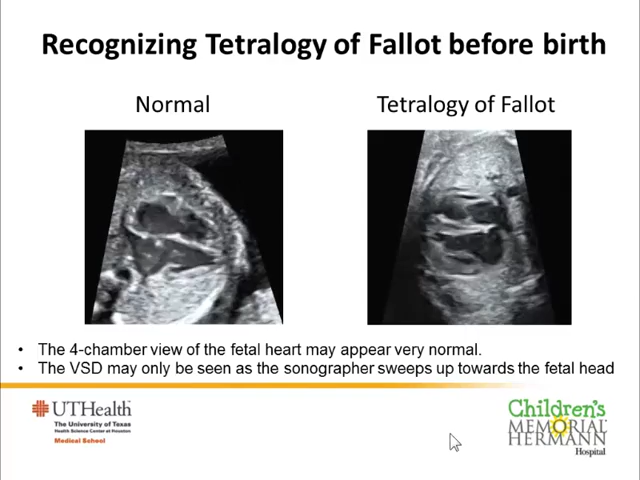 Recognizing Tetralogy of Fallot before birth
Normal
Tetralogy of Fallot
• The 4-chamber view of the fetal heart may appear very normal.
• The VSD may only be seen as the sonographer sweeps up towards the fetal head
UTHealth
The University of Texas
Health Science Center at Houston
Medical School
Children's
MEMORIAL
HERMANN
Hospital